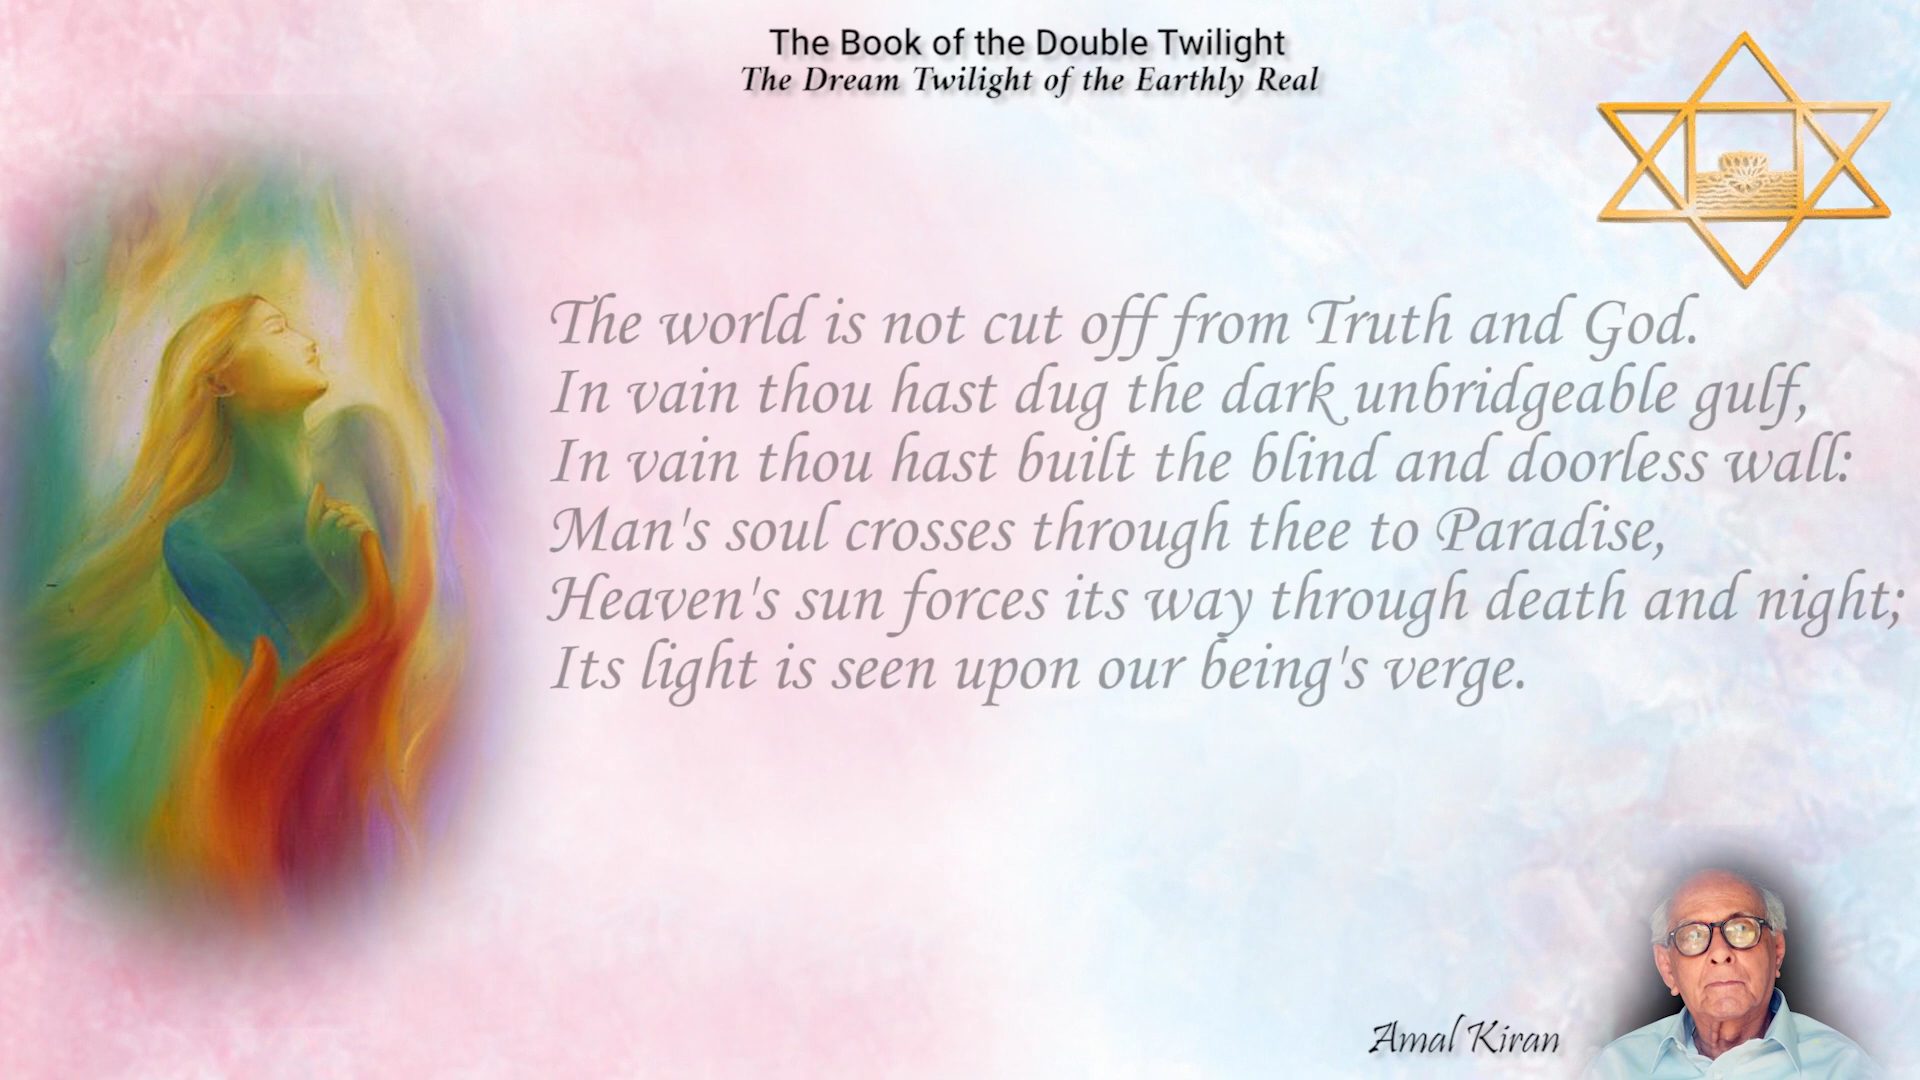 The Book of the Double Twilight
The Dream Twilight of the Earthly Real
The world is not cut off from Truth and God.
In vain thou hast dug the dark unbridgeable gulf,
In vain thou hast built the blind and doorless wall:
Man's soul crosses through thee to Paradise,
Heaven's sun forces its way through death and night;
Its light is seen upon our being's verge.
Amal Kiran